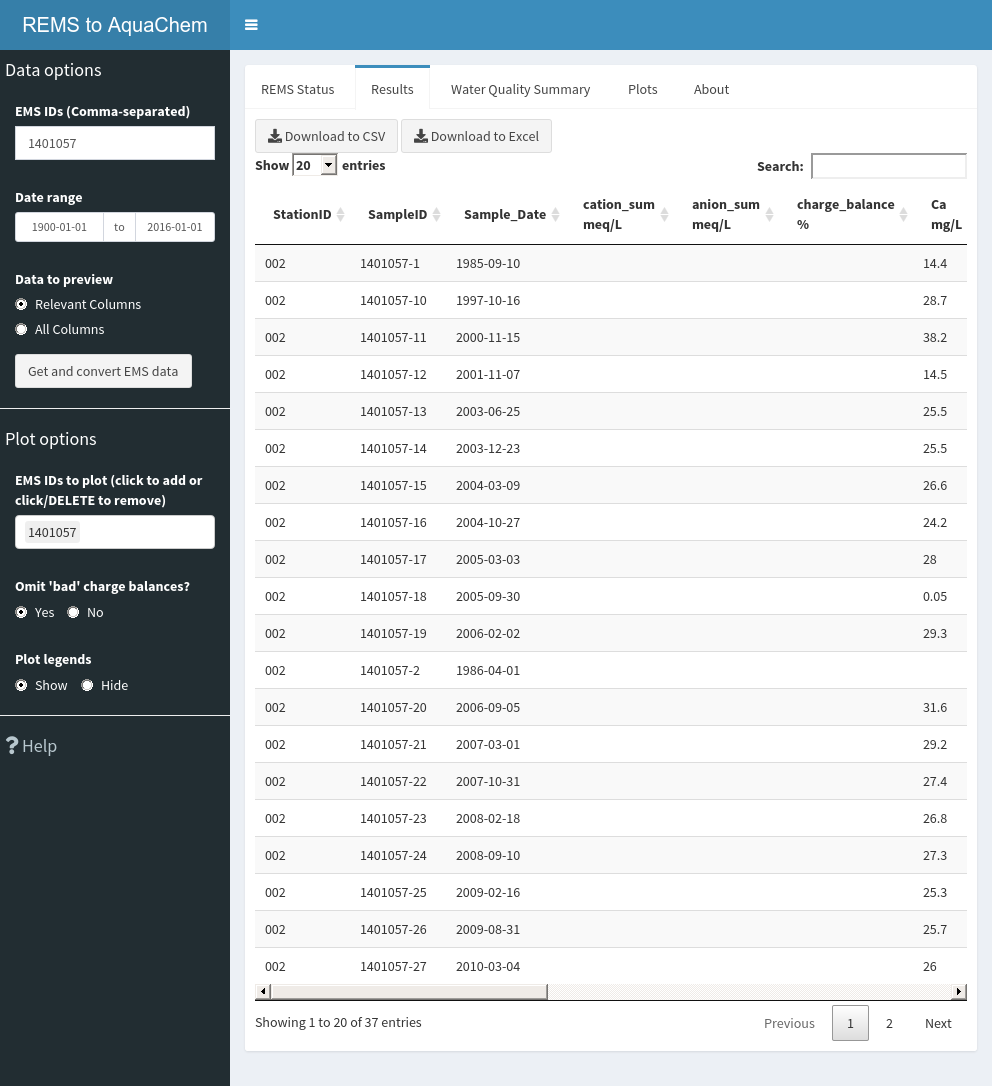 REMS to AquaChem
Data options
EMS IDs (Comma-separated)
1401057
Date range
1900-01-01 to 2016-01-01
Data to preview
Relevant Columns
All Columns
Get and convert EMS data
Plot options
EMS IDs to plot (click to add or
click/DELETE to remove)
1401057
Omit 'bad' charge balances?
Yes No
Plot legends
Show Hide
Help
REMS Status Results Water Quality Summary Plots About
Download to CSV Download to Excel
Show 20 entries Search:
StationID SampleID Sample_Date cation_sum meq/L anion_sum meq/L charge_balance % Ca mg/L
002 1401057-1 1985-09-10 14.4
002 1401057-10 1997-10-16 28.7
002 1401057-11 2000-11-15 38.2
002 1401057-12 2001-11-07 14.5
002 1401057-13 2003-06-25 25.5
002 1401057-14 2003-12-23 25.5
002 1401057-15 2004-03-09 26.6
002 1401057-16 2004-10-27 24.2
002 1401057-17 2005-03-03 28
002 1401057-18 2005-09-30 0.05
002 1401057-19 2006-02-02 29.3
002 1401057-2 1986-04-01
002 1401057-20 2006-09-05 31.6
002 1401057-21 2007-03-01 29.2
002 1401057-22 2007-10-31 27.4
002 1401057-23 2008-02-18 26.8
002 1401057-24 2008-09-10 27.3
002 1401057-25 2009-02-16 25.3
002 1401057-26 2009-08-31 25.7
002 1401057-27 2010-03-04 26
Showing 1 to 20 of 37 entries Previous 1 2 Next